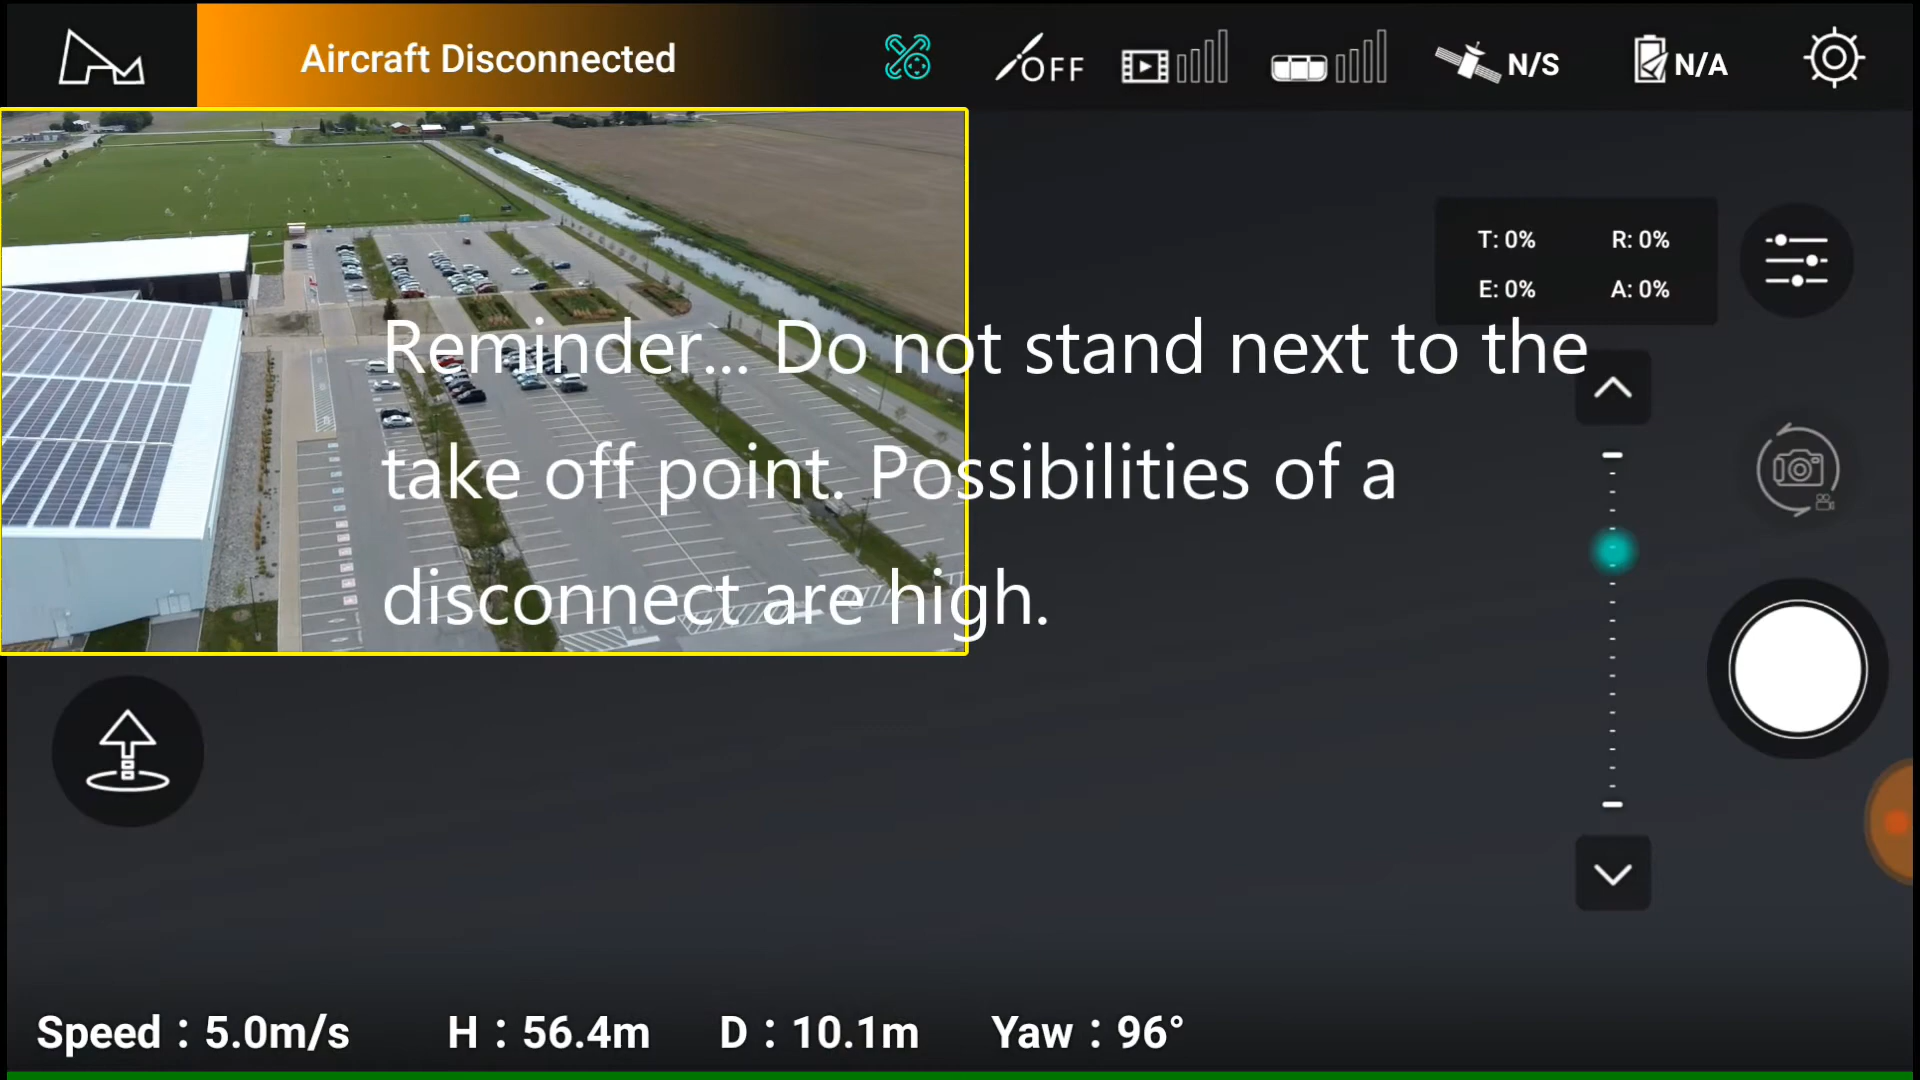 Aircraft Disconnected
OFF
N/S
N/A
T: 0% R: 0%
E: 0% A: 0%
Reminder... Do not stand next to the
take off point. Possibilities of a
disconnect are high.
Speed : 5.0m/s H : 56.4m D : 10.1m Yaw : 96°